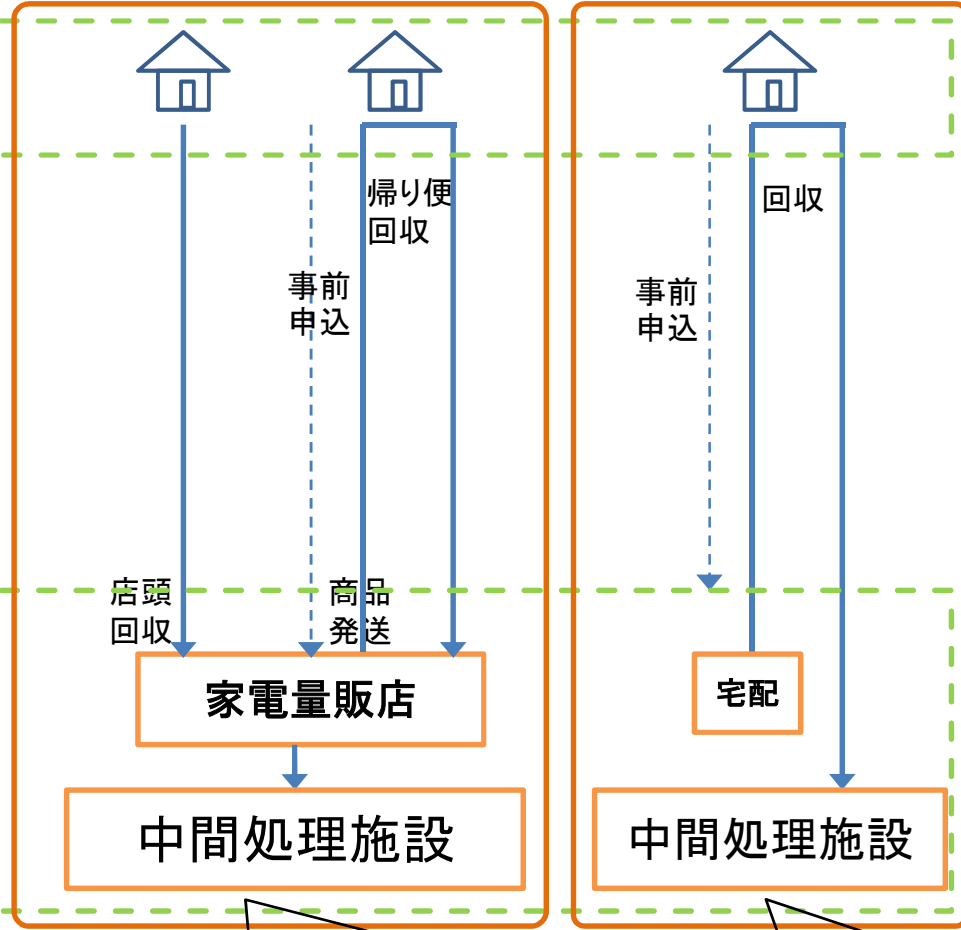 帰り便
回収
事前
申込
店頭
回収
商品
発送
家電量販店
中間処理施設
回収
事前
申込
宅配
中間処理施設